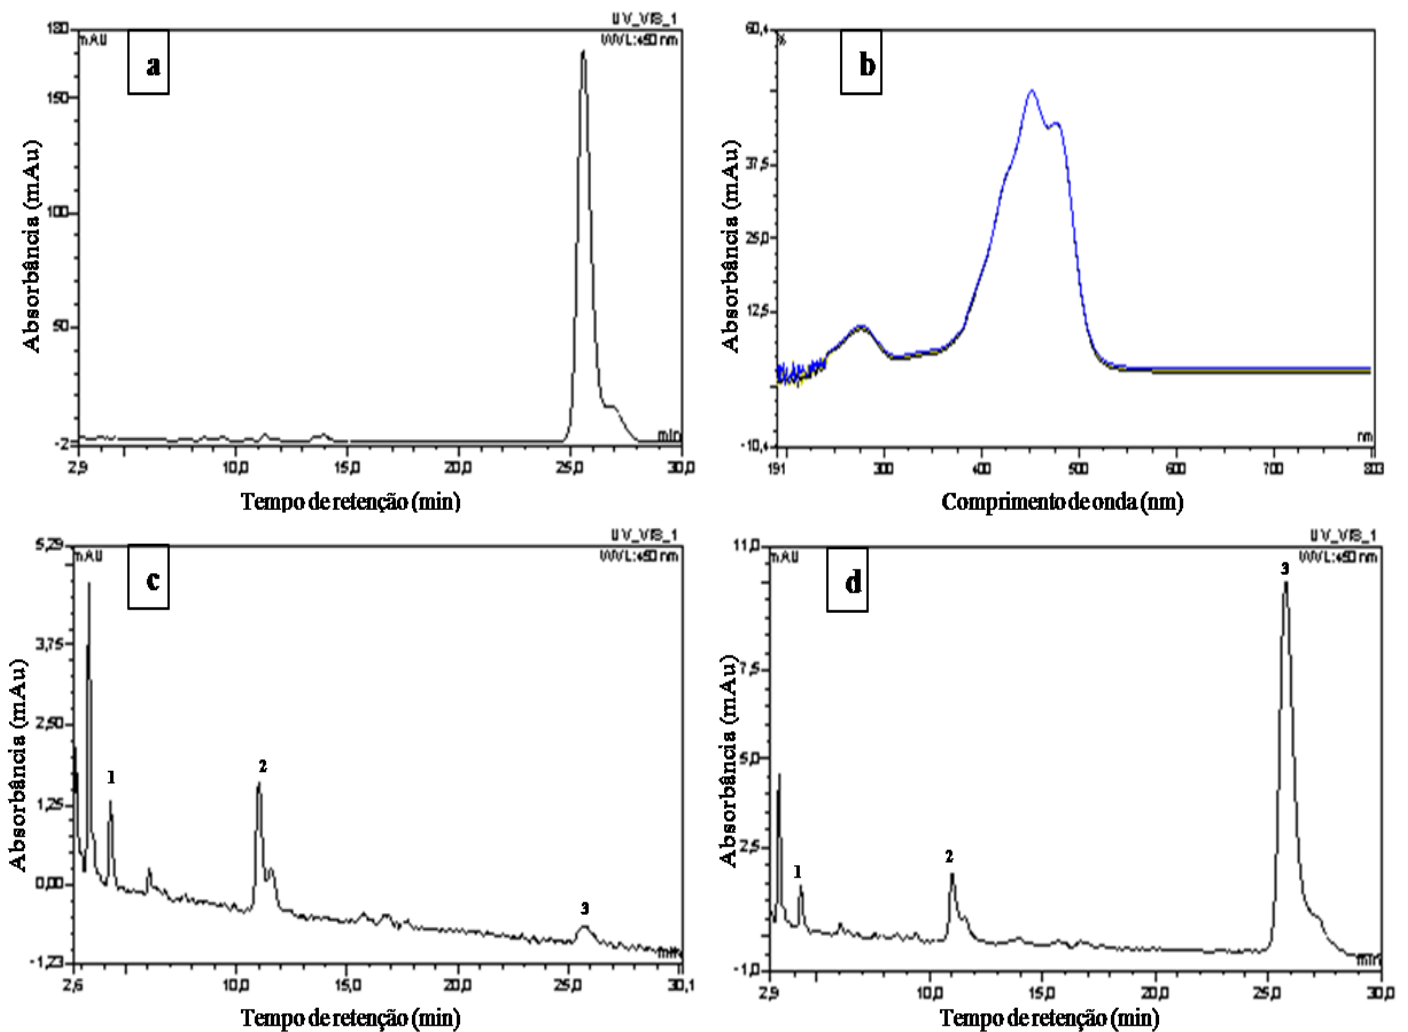 UV_VIS_1
180
mAU
WVL:450 nm
a
150
100
50
-2
min
2,9
10,0
15,0
20,0
25,0
30,0
Absorbância (mAu)
Tempo de retenção (min)
60,4
%
b
37,5
25,0
12,5
-10,4
nm
191
300
400
500
600
700
800
Absorbância (mAu)
Comprimento de onda (nm)
UV_VIS_1
5,29
mAU
WVL:450 nm
c
3,75
2,50
1,25
0,00
-1,23
1
2
3
min
2,6
10,0
15,0
20,0
25,0
30,1
Absorbância (mAu)
Tempo de retenção (min)
UV_VIS_1
11,0
mAU
WVL:450 nm
d
7,5
5,0
2,5
-1,0
1
2
3
min
2,9
10,0
15,0
20,0
25,0
30,0
Absorbância (mAu)
Tempo de retenção (min)